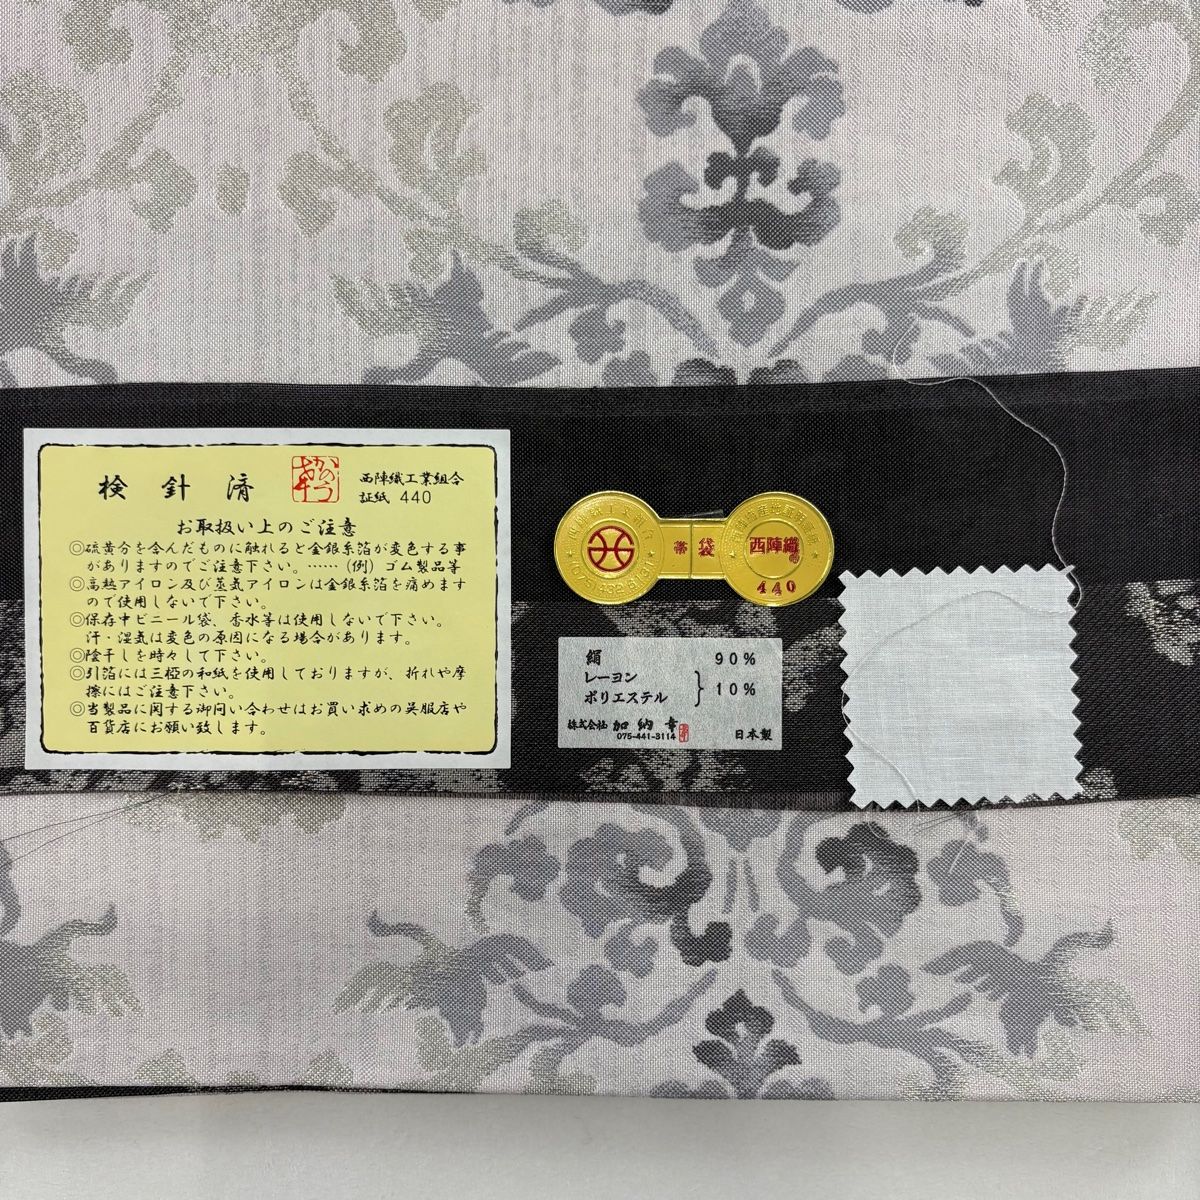 検針済
西陣織工業組合
証紙 440
お取扱い上のご注意
◎硫黄分を含んだものに触れると金銀糸箔が変色する事
がありますのでご注意下さい。……(例)ゴム製品等
◎高熱アイロン及び蒸気アイロンは金銀糸箔を痛めます
ので使用しないで下さい。
◎保存中ビニール袋、香水等は使用しないで下さい。
汗・湿気は変色の原因になる場合があります。
◎陰干しを時々して下さい。
◎引箔には三椏の和紙を使用しておりますが、折れや摩
擦にはご注意下さい。
◎当製品に関する御問い合わせはお買い求めの呉服店や
百貨店にお願い致します。
西陣織工業組合
袋帯
西陣織
440
絹 90%
レーヨン
ポリエステル } 10%
株式会社 加納幸
075-441-3114
日本製